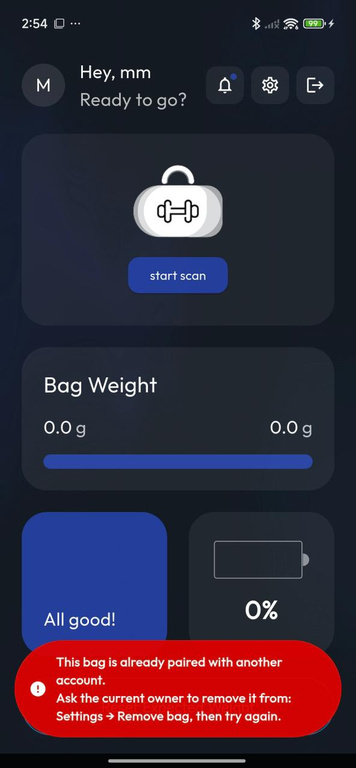 2:54
99
M
Hey, mm
Ready to go?
start scan
Bag Weight
0.0 g
0.0 g
All good!
0%
This bag is already paired with another
account.
Ask the current owner to remove it from:
Settings → Remove bag, then try again.